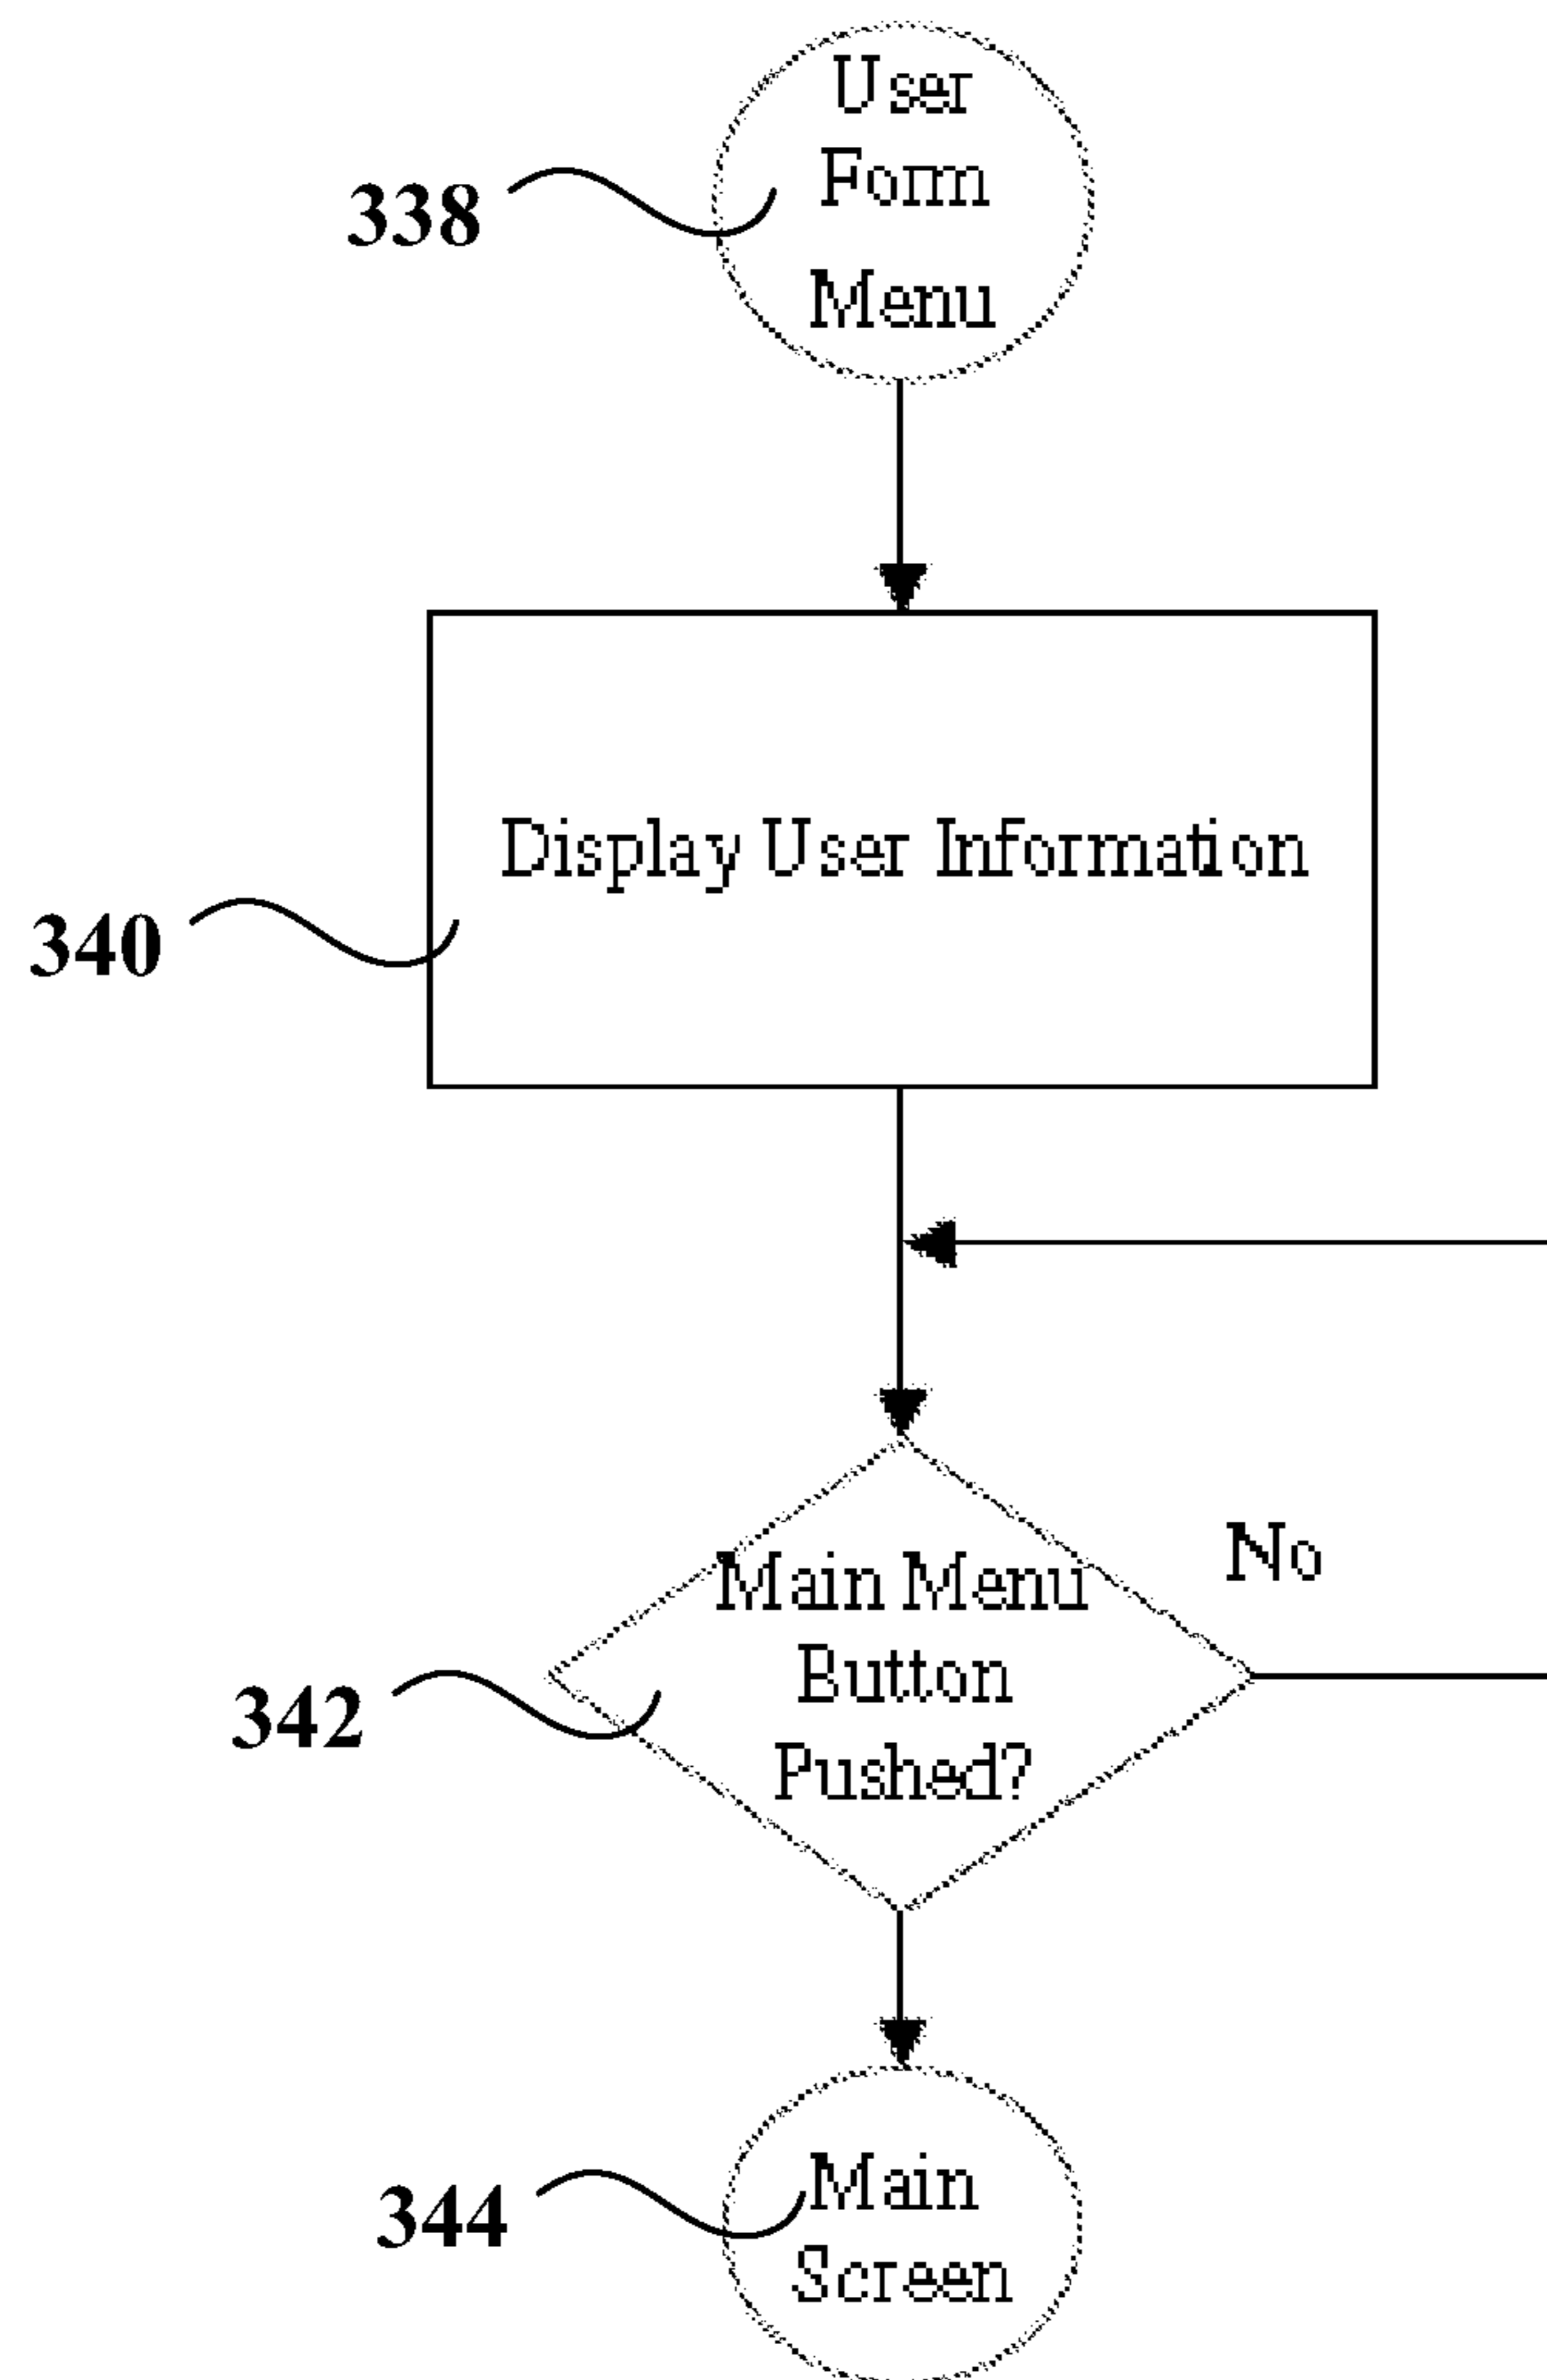 User
Form
Menu
338
Display User Information
340
No
Main Menu
Button
Pushed?
342
Main
Screen
344